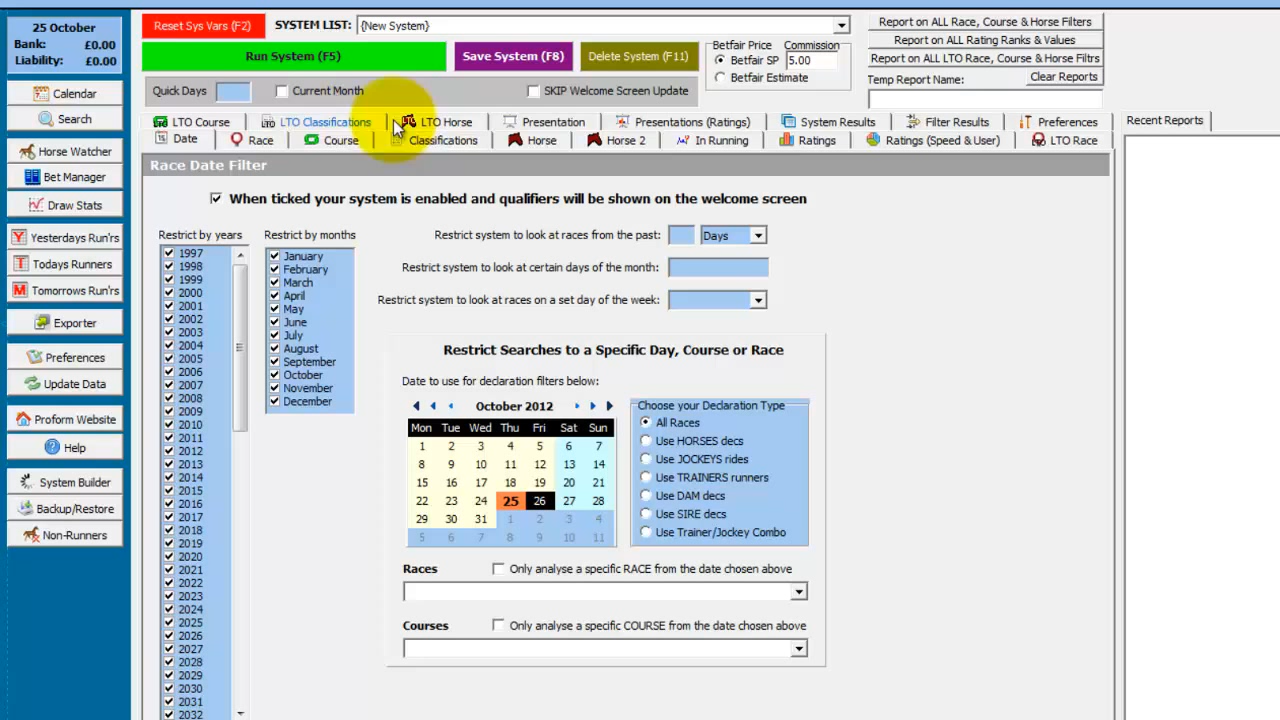 25 October
Bank: £0.00
Liability: £0.00
Calendar
Search
Horse Watcher
Bet Manager
Draw Stats
Yesterdays Run'rs
Todays Runners
Tomorrows Run'rs
Exporter
Preferences
Update Data
Proform Website
Help
System Builder
Backup/Restore
Non-Runners
Reset Sys Vars (F2)
SYSTEM LIST: {New System}
Run System (F5)
Save System (F8)
Delete System (F11)
Betfair Price
Betfair SP
Betfair Estimate
Commission
5.00
Report on ALL Race, Course & Horse Filters
Report on ALL Rating Ranks & Values
Report on ALL LTO Race, Course & Horse Filtrs
Temp Report Name:
Clear Reports
Quick Days
Current Month
SKIP Welcome Screen Update
LTO Course
LTO Classifications
LTO Horse
Presentation
Presentations (Ratings)
System Results
Filter Results
Preferences
Date
Race
Course
Classifications
Horse
Horse 2
In Running
Ratings
Ratings (Speed & User)
LTO Race
Recent Reports
Race Date Filter
When ticked your system is enabled and qualifiers will be shown on the welcome screen
Restrict by years
1997
1998
1999
2000
2001
2002
2003
2004
2005
2006
2007
2008
2009
2010
2011
2012
2013
2014
2015
2016
2017
2018
2019
2020
2021
2022
2023
2024
2025
2026
2027
2028
2029
2030
2031
2032
Restrict by months
January
February
March
April
May
June
July
August
September
October
November
December
Restrict system to look at races from the past: Days
Restrict system to look at certain days of the month:
Restrict system to look at races on a set day of the week:
Restrict Searches to a Specific Day, Course or Race
Date to use for declaration filters below:
October 2012
Mon Tue Wed Thu Fri Sat Sun
1 2 3 4 5 6 7
8 9 10 11 12 13 14
15 16 17 18 19 20 21
22 23 24 25 26 27 28
29 30 31 1 2 3 4
5 6 7 8 9 10 11
Choose your Declaration Type
All Races
Use HORSES decs
Use JOCKEYS rides
Use TRAINERS runners
Use DAM decs
Use SIRE decs
Use Trainer/Jockey Combo
Races
Only analyse a specific RACE from the date chosen above
Courses
Only analyse a specific COURSE from the date chosen above